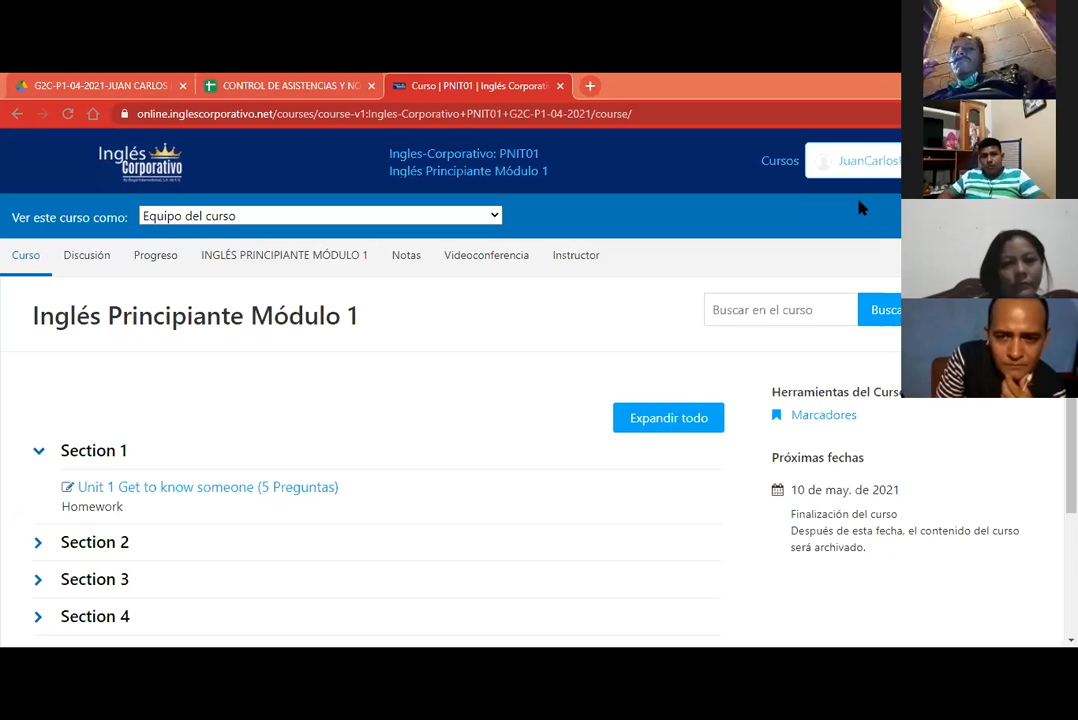 G2C-P1-04-2021-JUAN CARLOS
CONTROL DE ASISTENCIAS Y NO
Curso | PNIT01 | Inglés Corporati
online.inglescorporativo.net/courses/course-v1:Ingles-Corporativo+PNIT01+G2C-P1-04-2021/course/
Inglés
Corporativo
Ingles-Corporativo: PNIT01
Inglés Principiante Módulo 1
Cursos
JuanCarlos
Ver este curso como:
Equipo del curso
Curso
Discusión
Progreso
INGLÉS PRINCIPIANTE MÓDULO 1
Notas
Videoconferencia
Instructor
Inglés Principiante Módulo 1
Buscar en el curso
Busca
Expandir todo
Section 1
Unit 1 Get to know someone (5 Preguntas)
Homework
Section 2
Section 3
Section 4
Herramientas del Curso
Marcadores
Próximas fechas
10 de may. de 2021
Finalización del curso
Después de esta fecha, el contenido del curso
será archivado.